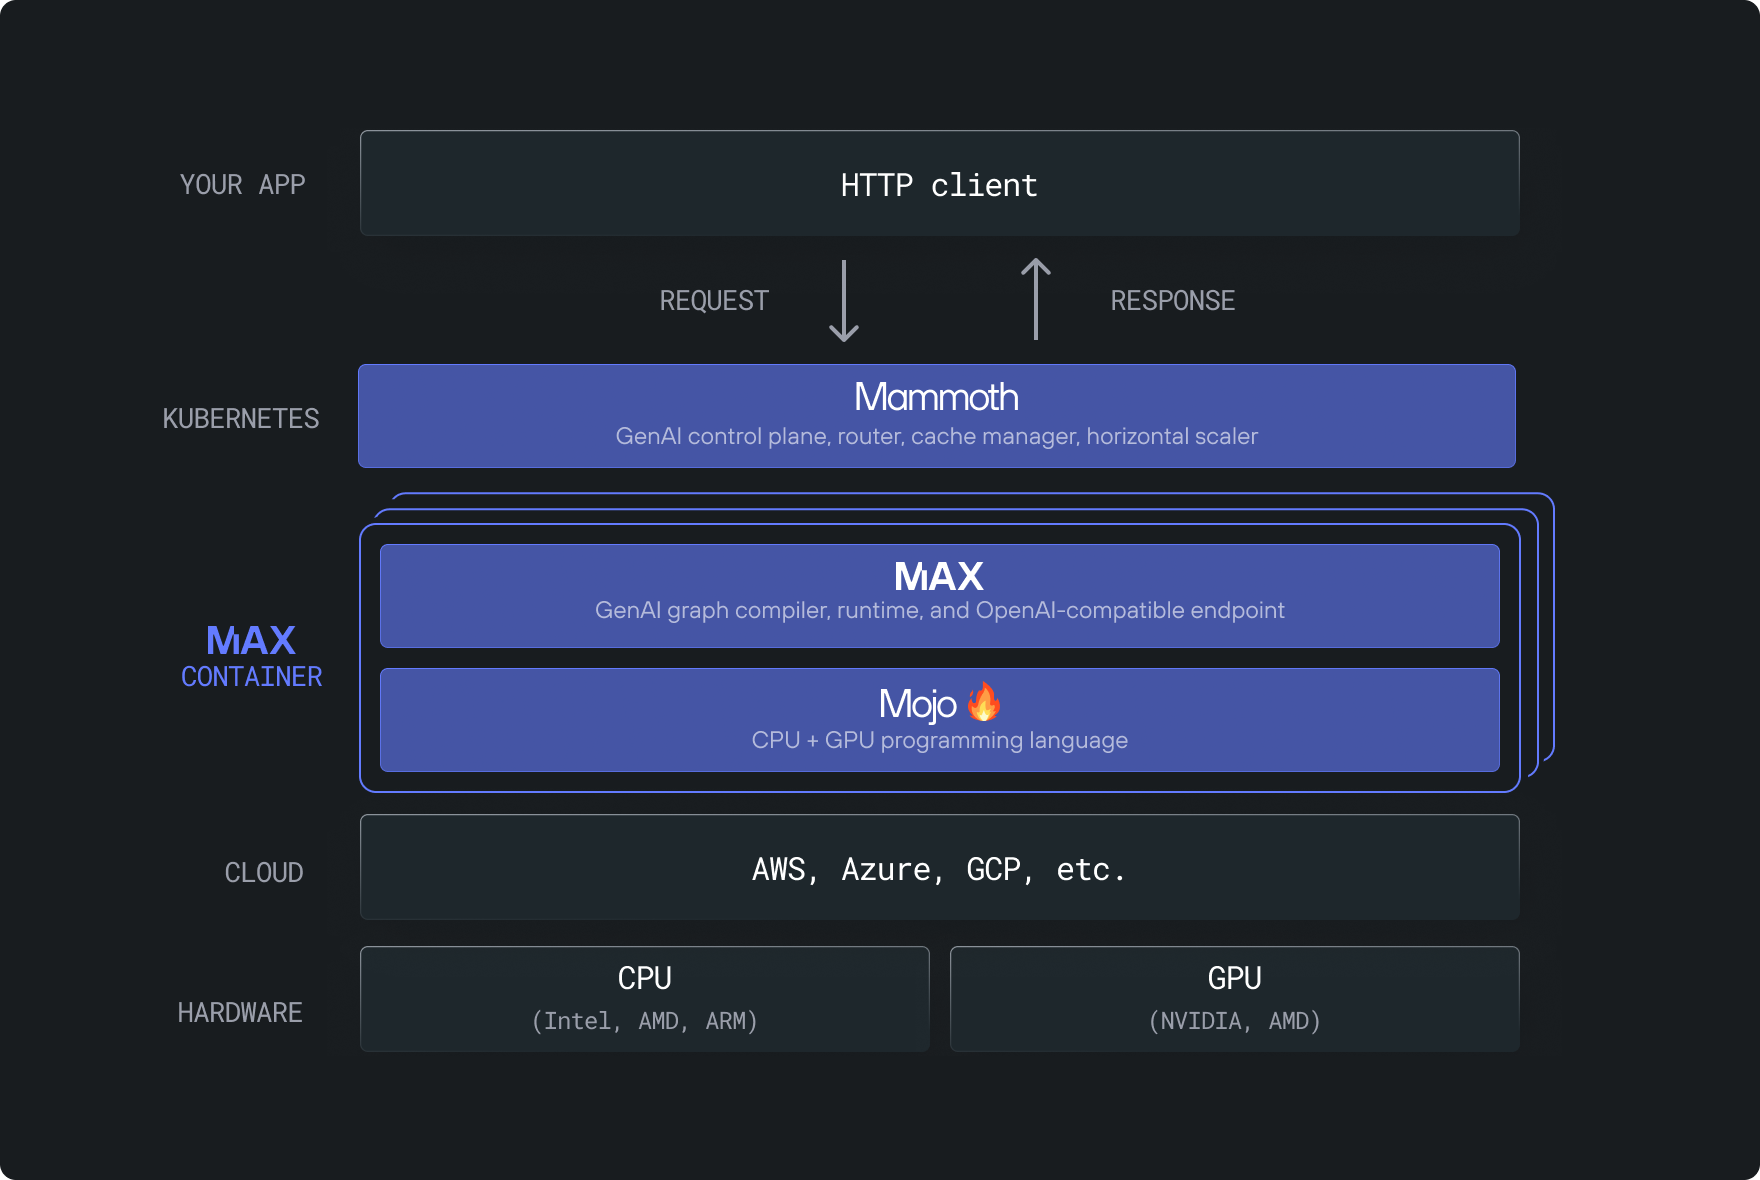 YOUR APP
HTTP client
REQUEST
RESPONSE
KUBERNETES
Mammoth
GenAI control plane, router, cache manager, horizontal scaler
MAX
CONTAINER
MAX
GenAI graph compiler, runtime, and OpenAI-compatible endpoint
Mojo 🔥
CPU + GPU programming language
CLOUD
AWS, Azure, GCP, etc.
HARDWARE
CPU
(Intel, AMD, ARM)
GPU
(NVIDIA, AMD)